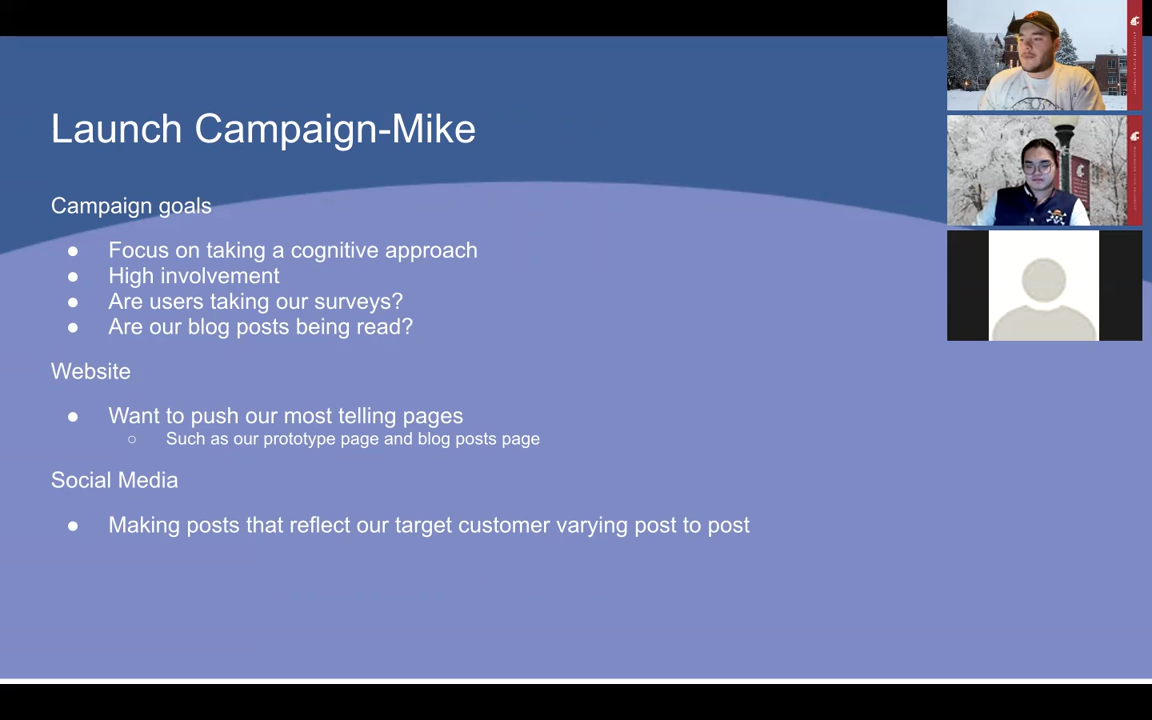 Launch Campaign-Mike
Campaign goals
● Focus on taking a cognitive approach
● High involvement
● Are users taking our surveys?
● Are our blog posts being read?
Website
● Want to push our most telling pages
○ Such as our prototype page and blog posts page
Social Media
● Making posts that reflect our target customer varying post to post